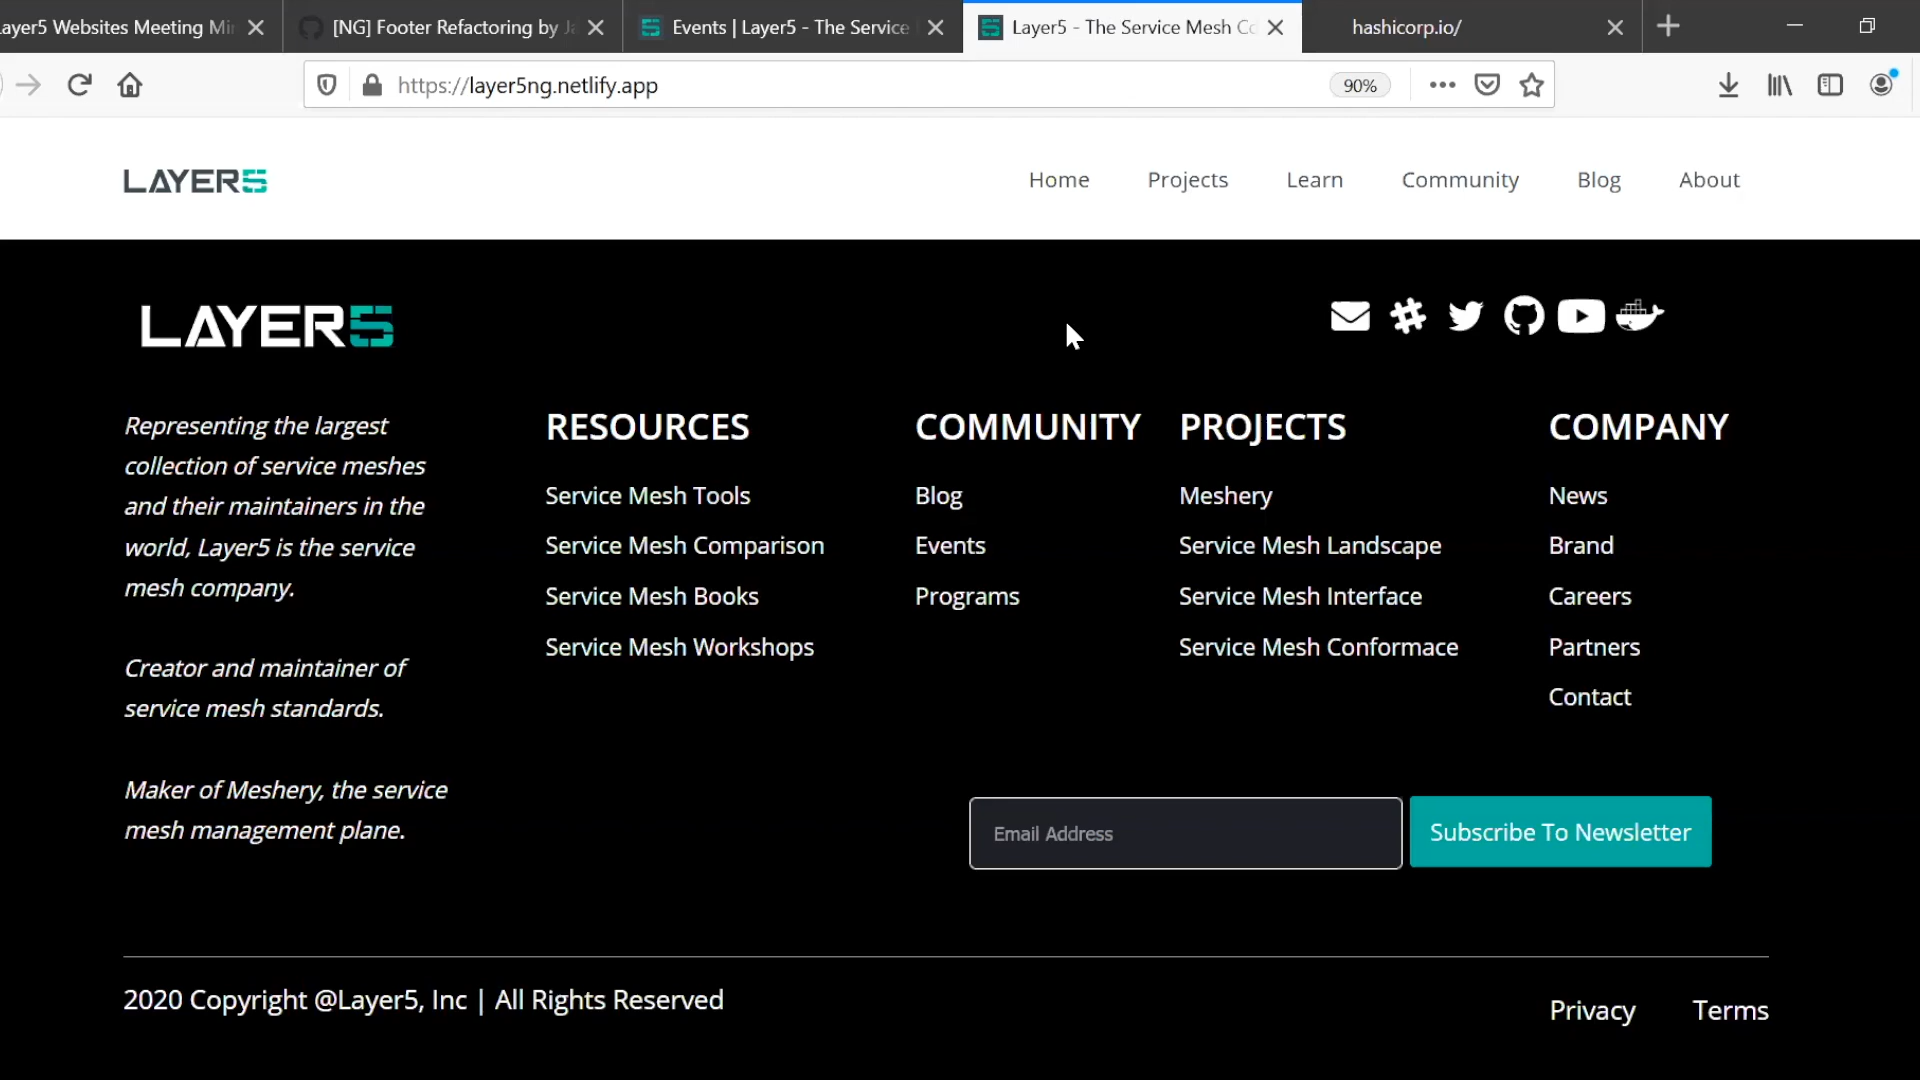 ayer5 Websites Meeting Mi
[NG] Footer Refactoring by Ja
Events | Layer5 - The Service
Layer5 - The Service Mesh Co
hashicorp.io/
https://layer5ng.netlify.app
90%
LAYER5
Home
Projects
Learn
Community
Blog
About
LAYER5
Representing the largest
collection of service meshes
and their maintainers in the
world, Layer5 is the service
mesh company.
Creator and maintainer of
service mesh standards.
Maker of Meshery, the service
mesh management plane.
RESOURCES
Service Mesh Tools
Service Mesh Comparison
Service Mesh Books
Service Mesh Workshops
COMMUNITY
Blog
Events
Programs
PROJECTS
Meshery
Service Mesh Landscape
Service Mesh Interface
Service Mesh Conformace
COMPANY
News
Brand
Careers
Partners
Contact
Email Address
Subscribe To Newsletter
2020 Copyright @Layer5, Inc | All Rights Reserved
Privacy
Terms